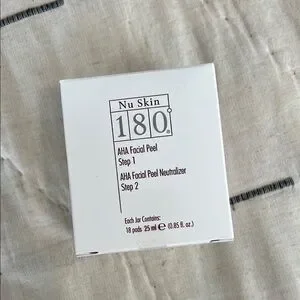 Nu Skin
180°
AHA Facial Peel
Step 1
AHA Facial Peel Neutralizer
Step 2
Each Jar Contains:
18 pads 25 ml ℮ (0.85 fl. oz.)